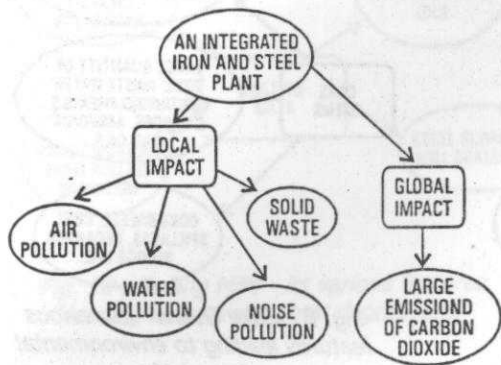 AN INTEGRATED
IRON AND STEEL
PLANT
LOCAL
IMPACT
GLOBAL
IMPACT
AIR
POLLUTION
WATER
POLLUTION
NOISE
POLLUTION
SOLID
WASTE
LARGE
EMISSIOND
OF CARBON
DIOXIDE